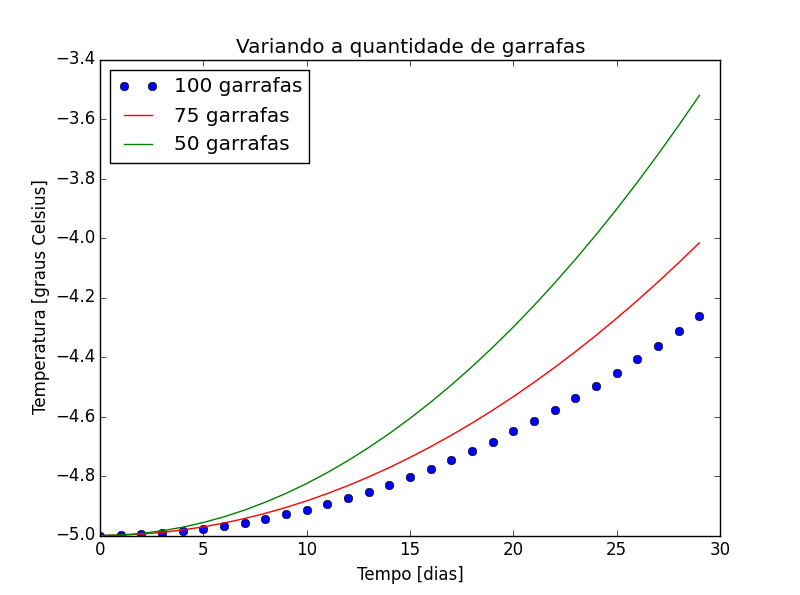 Variando a quantidade de garrafas
100 garrafas
75 garrafas
50 garrafas
Temperatura [graus Celsius]
−3.4
−3.6
−3.8
−4.0
−4.2
−4.4
−4.6
−4.8
−5.0
0 5 10 15 20 25 30
Tempo [dias]